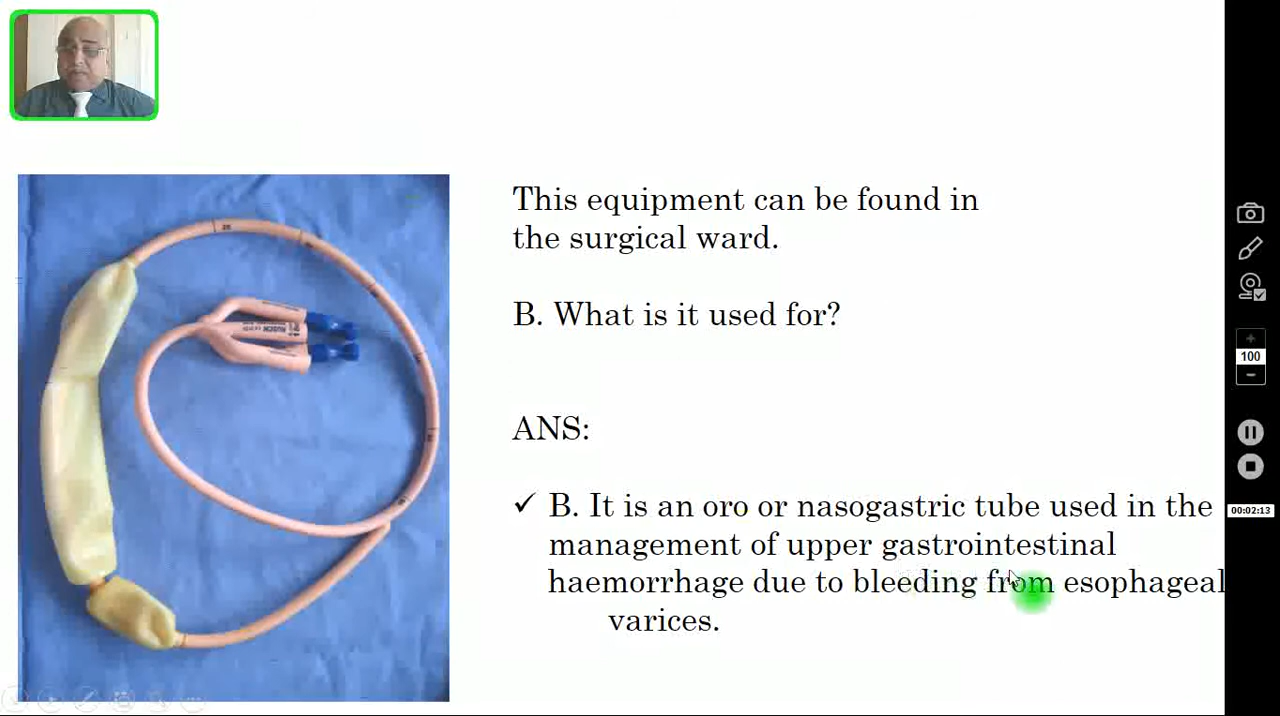 This equipment can be found in
the surgical ward.
B. What is it used for?
ANS:
✓ B. It is an oro or nasogastric tube used in the
management of upper gastrointestinal
haemorrhage due to bleeding from esophageal
varices.
RUSCH
100
00:02:13